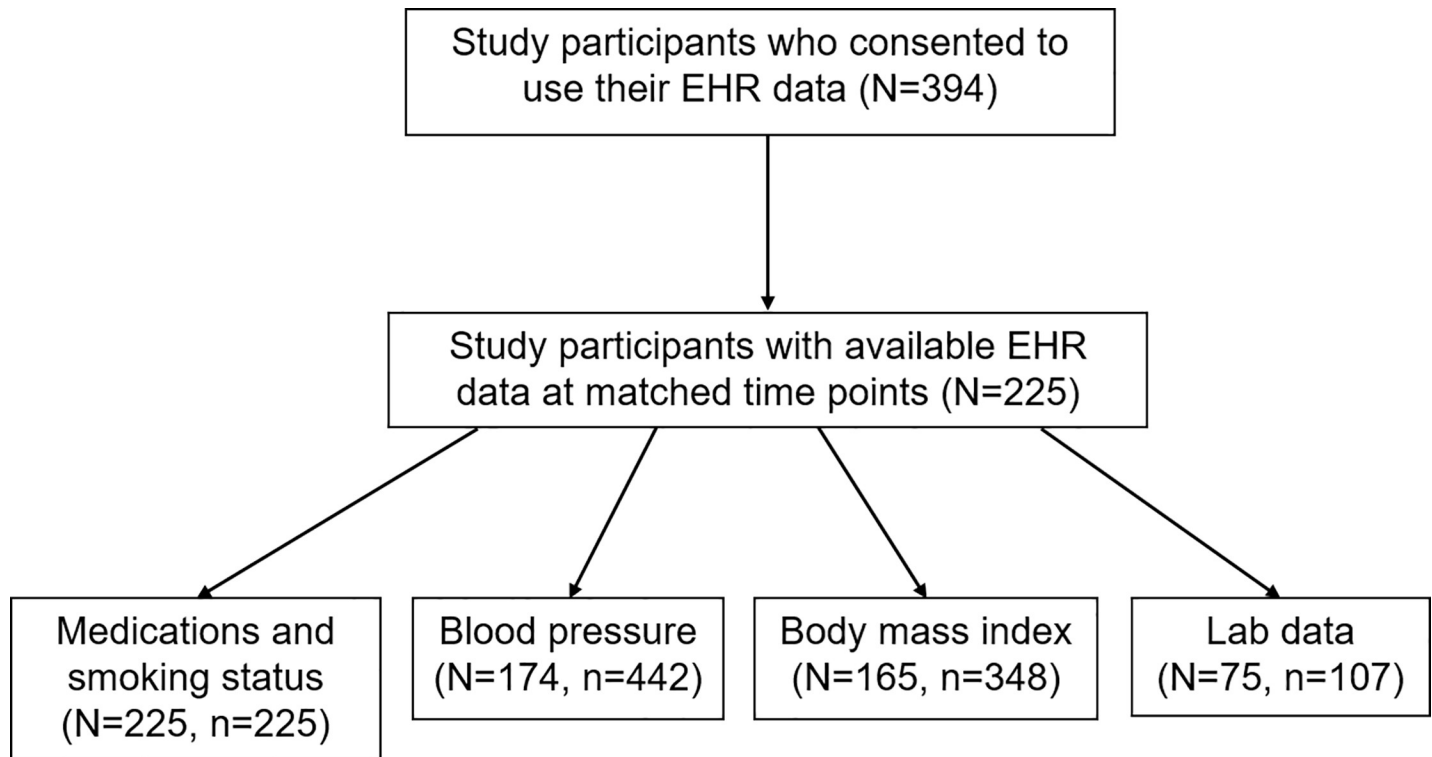 Study participants who consented to
use their EHR data (N=394)
Study participants with available EHR
data at matched time points (N=225)
Medications and
smoking status
(N=225, n=225)
Blood pressure
(N=174, n=442)
Body mass index
(N=165, n=348)
Lab data
(N=75, n=107)